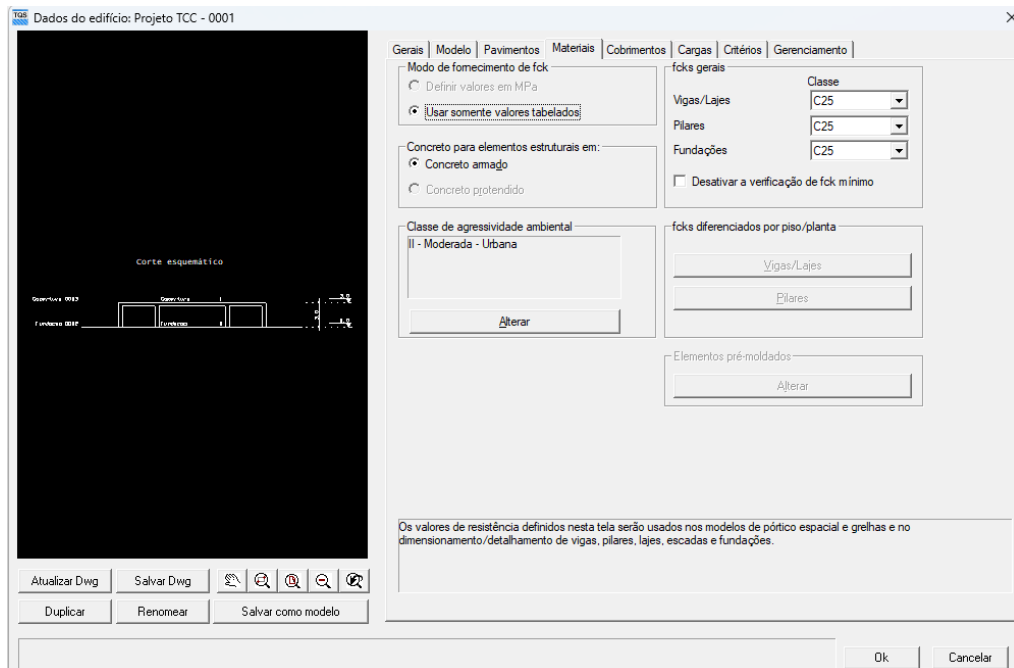 TQS Dados do edifício: Projeto TCC - 0001
Corte esquemático
Cobertura
Fundacao
Atualizar Dwg
Salvar Dwg
Duplicar
Renomear
Salvar como modelo
Gerais Modelo Pavimentos Materiais Cobrimentos Cargas Critérios Gerenciamento
Modo de fornecimento de fck
Definir valores em MPa
Usar somente valores tabelados
Concreto para elementos estruturais em:
Concreto armado
Concreto protendido
Classe de agressividade ambiental
II - Moderada - Urbana
Alterar
fcks gerais
Classe
Vigas/Lajes C25
Pilares C25
Fundações C25
Desativar a verificação de fck mínimo
fcks diferenciados por piso/planta
Vigas/Lajes
Pilares
Elementos pré-moldados
Alterar
Os valores de resistência definidos nesta tela serão usados nos modelos de pórtico espacial e grelhas e no
dimensionamento/detalhamento de vigas, pilares, lajes, escadas e fundações.
Ok
Cancelar